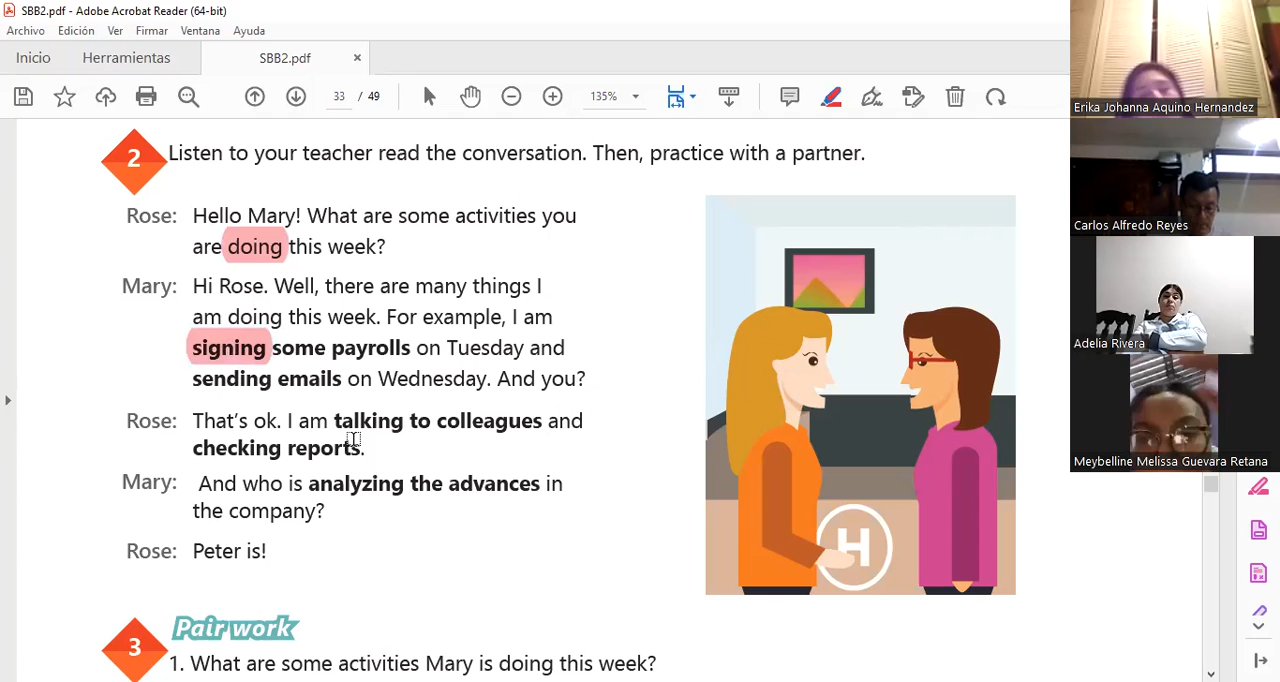 SBB2.pdf - Adobe Acrobat Reader (64-bit)
Archivo Edición Ver Firmar Ventana Ayuda
Inicio Herramientas SBB2.pdf ×
33 / 49 135%
2 Listen to your teacher read the conversation. Then, practice with a partner.
Rose: Hello Mary! What are some activities you
are doing this week?
Mary: Hi Rose. Well, there are many things I
am doing this week. For example, I am
signing some payrolls on Tuesday and
sending emails on Wednesday. And you?
Rose: That's ok. I am talking to colleagues and
checking reports.
Mary: And who is analyzing the advances in
the company?
Rose: Peter is!
H
3 Pair work
1. What are some activities Mary is doing this week?
Erika Johanna Aquino Hernandez
Carlos Alfredo Reyes
Adelia Rivera
Meybelline Melissa Guevara Retana